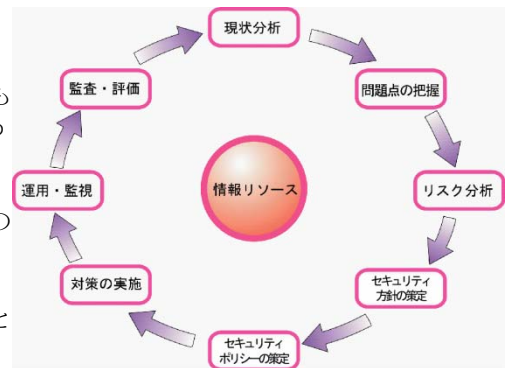 現状分析
問題点の把握
リスク分析
セキュリティ
方針の策定
セキュリティ
ポリシーの策定
対策の実施
運用・監視
監査・評価
情報リソース
も
の